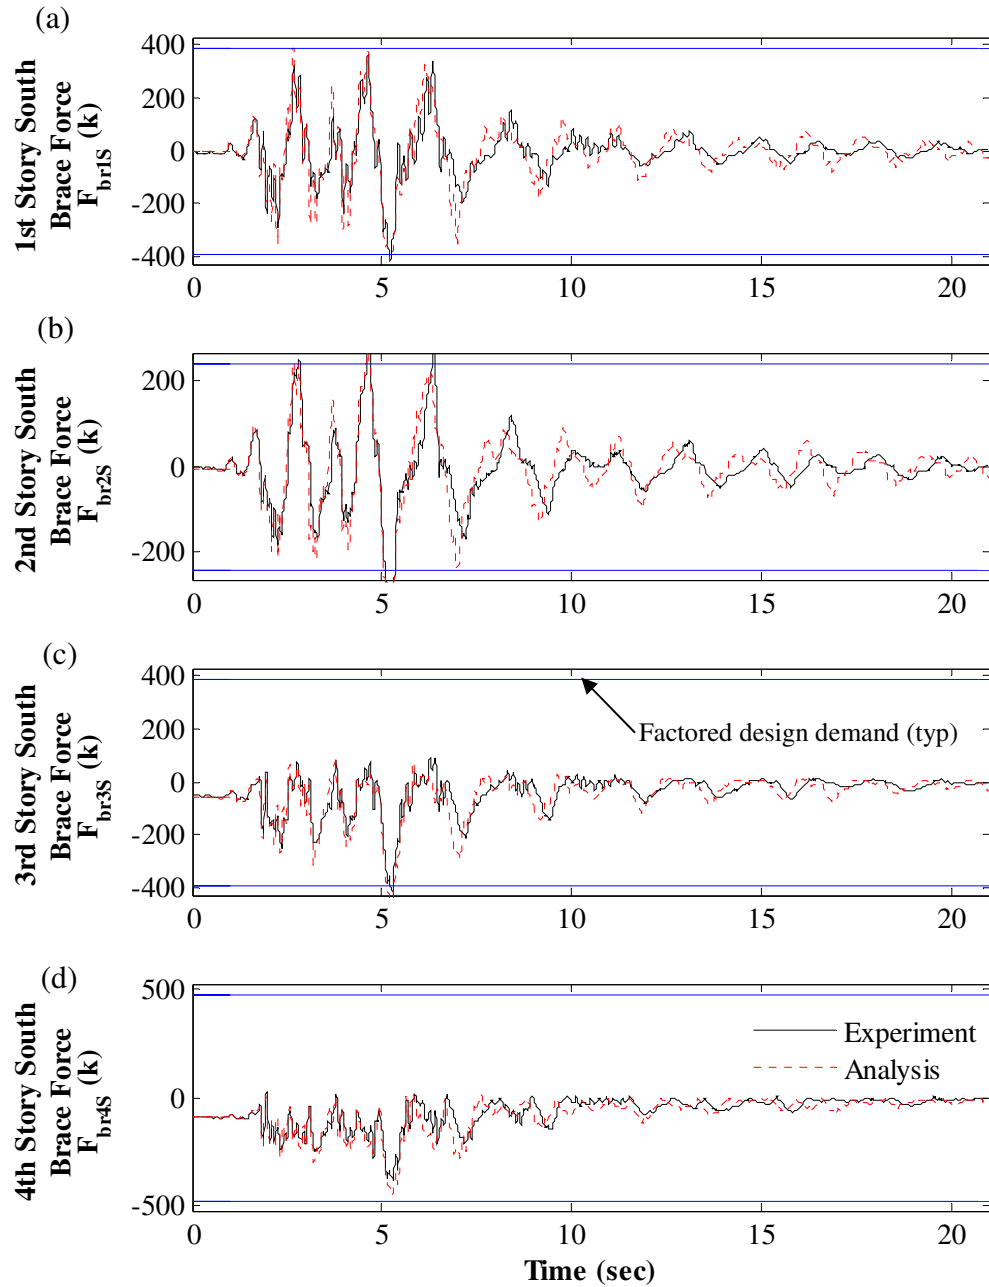 (a)
1st Story South
Brace Force
F_br1S (k)
400
200
0
-200
-400
0 5 10 15 20
(b)
2nd Story South
Brace Force
F_br2S (k)
200
0
-200
0 5 10 15 20
(c)
3rd Story South
Brace Force
F_br3S (k)
400
200
0
-200
-400
Factored design demand (typ)
0 5 10 15 20
(d)
4th Story South
Brace Force
F_br4S (k)
500
0
-500
Experiment
Analysis
0 5 10 15 20
Time (sec)